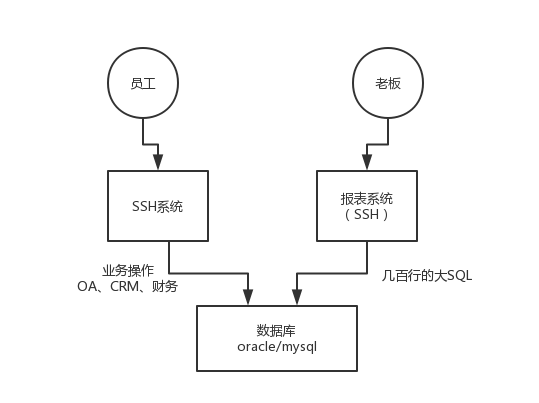 员工
老板
SSH系统
报表系统
（SSH）
业务操作
OA、CRM、财务
几百行的大SQL
数据库
oracle/mysql